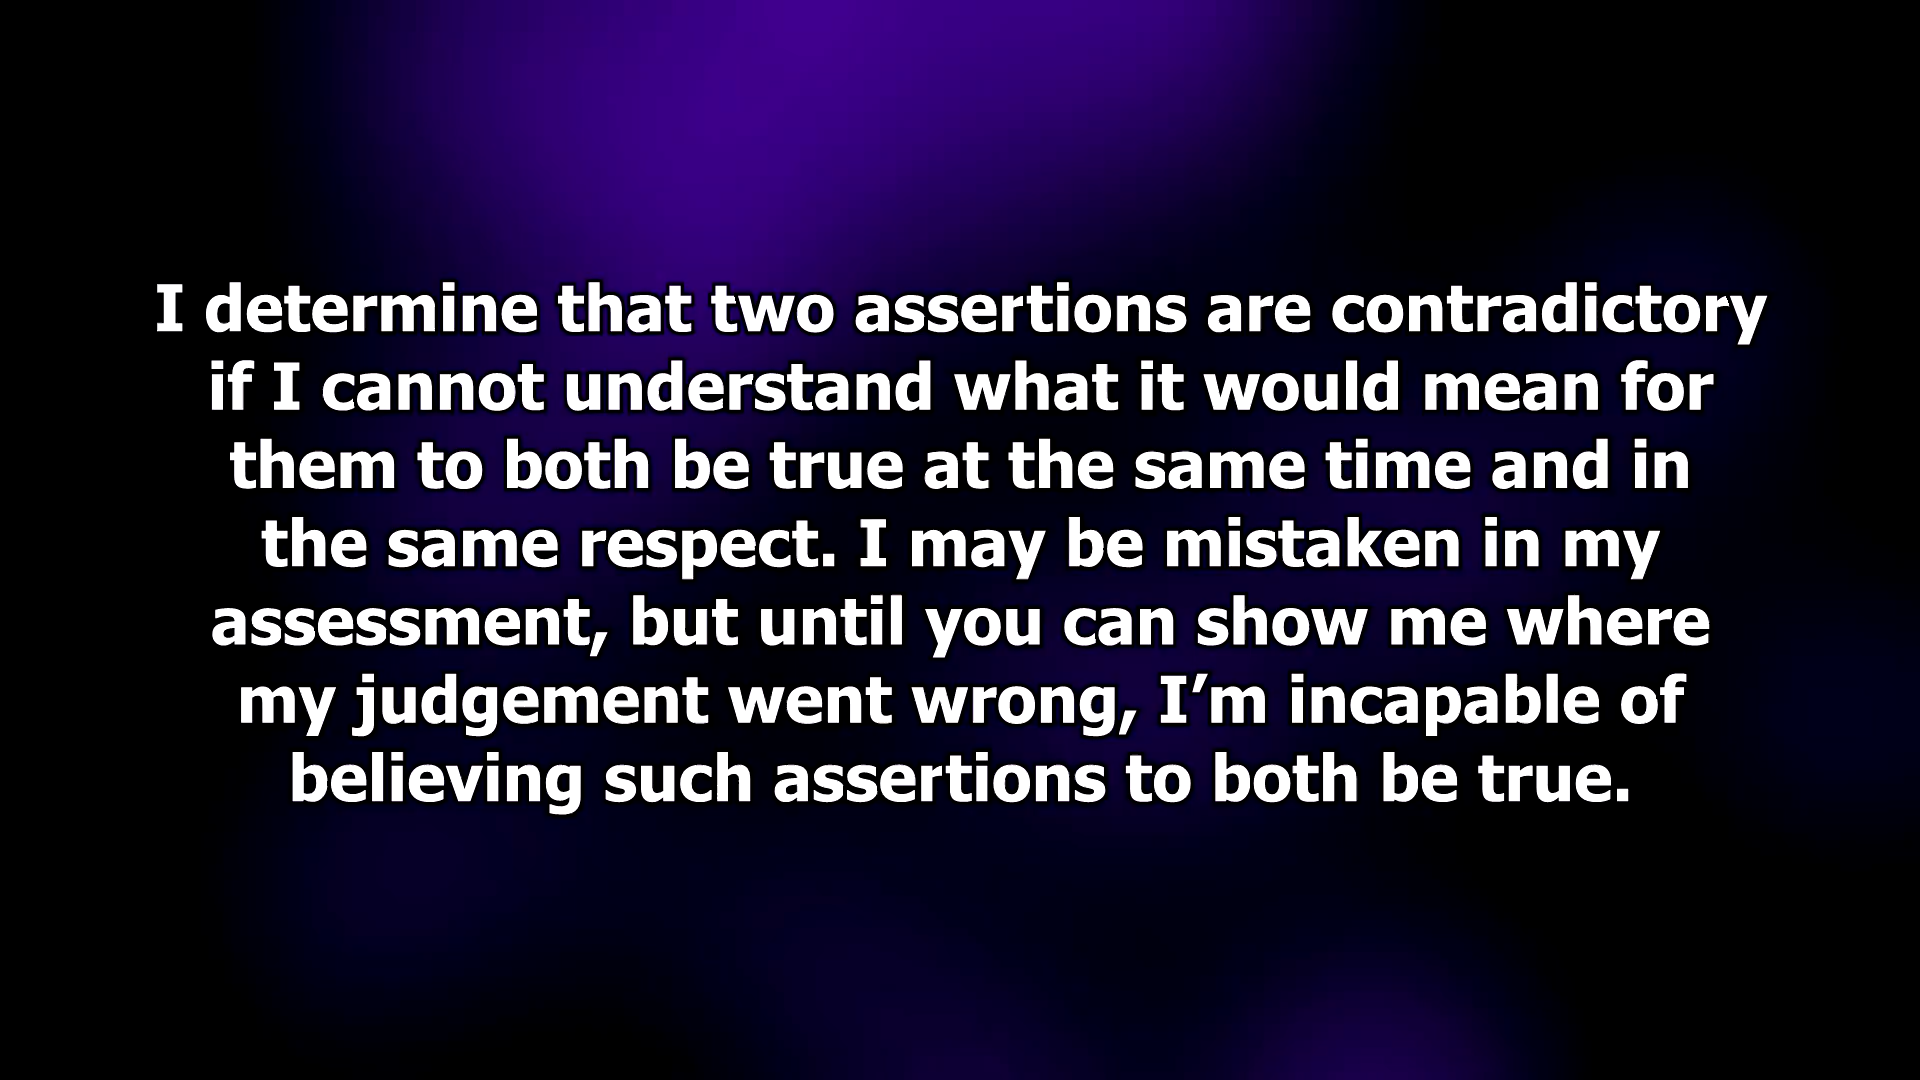 I determine that two assertions are contradictory
if I cannot understand what it would mean for
them to both be true at the same time and in
the same respect. I may be mistaken in my
assessment, but until you can show me where
my judgement went wrong, I’m incapable of
believing such assertions to both be true.